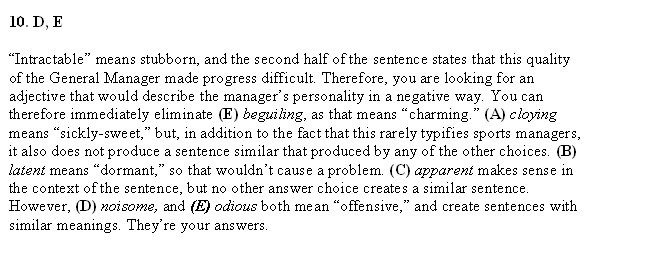 10. D, E
“Intractable” means stubborn, and the second half of the sentence states that this quality
of the General Manager made progress difficult. Therefore, you are looking for an
adjective that would describe the manager’s personality in a negative way. You can
therefore immediately eliminate (E) beguiling, as that means “charming.” (A) cloying
means “sickly-sweet,” but, in addition to the fact that this rarely typifies sports managers,
it also does not produce a sentence similar that produced by any of the other choices. (B)
latent means “dormant,” so that wouldn’t cause a problem. (C) apparent makes sense in
the context of the sentence, but no other answer choice creates a similar sentence.
However, (D) noisome, and (E) odious both mean “offensive,” and create sentences with
similar meanings. They’re your answers.